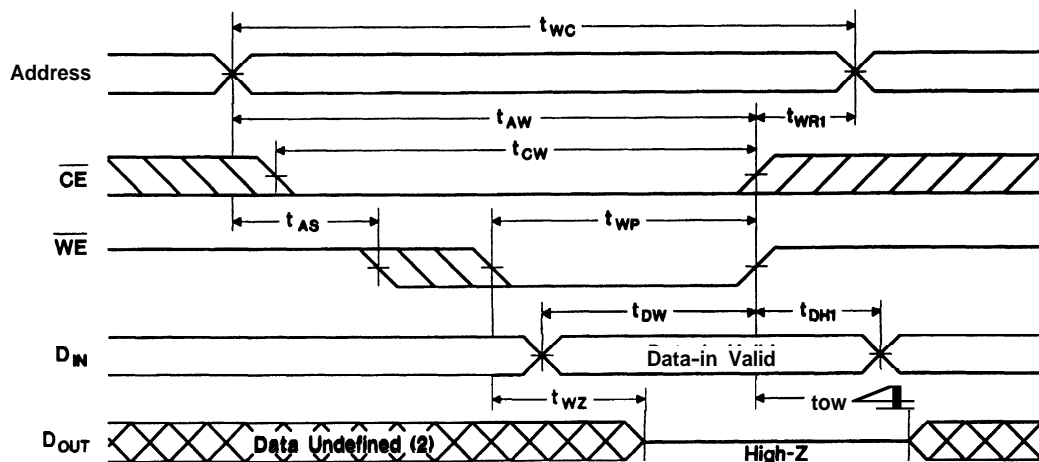 tWC
Address
tAW
tWR1
tCW
CE
tAS
tWP
WE
tDW
tDH1
DIN
Data-in Valid
tWZ
tow
DOUT
Data Undefined (2)
High-Z